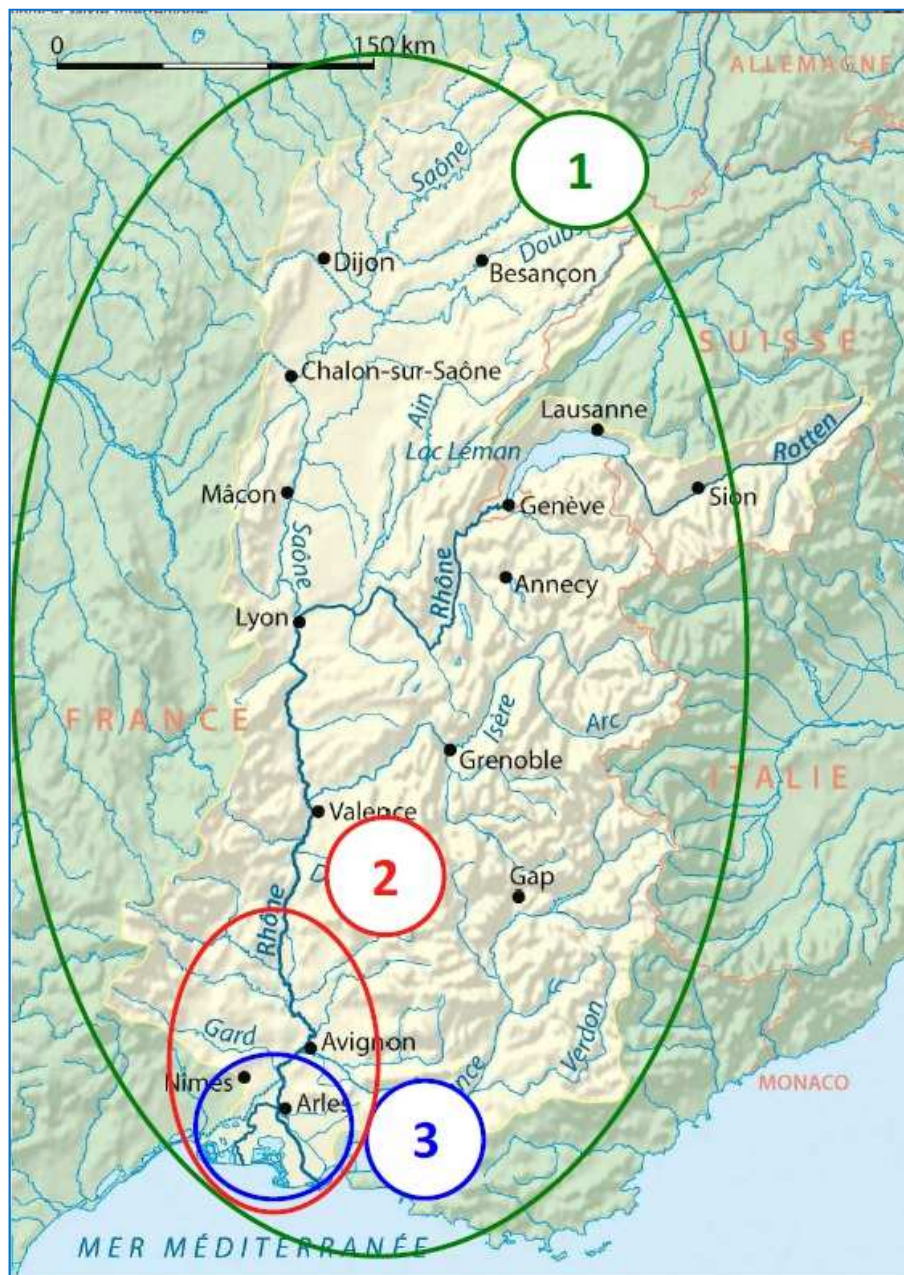 0 150 km
ALLEMAGNE
Saône
1
Doubs
Dijon
Besançon
SUISSE
Chalon-sur-Saône
Ain
Lausanne
Lac Léman
Rotten
Mâcon
Sion
Genève
Saône
Rhône
Annecy
Lyon
FRANCE
Isère
Arc
Grenoble
ITALIE
Valence
2
Gap
Rhône
Gard
Avignon
Verdon
Nîmes
MONACO
Arles
3
MER MÉDITERRANÉE